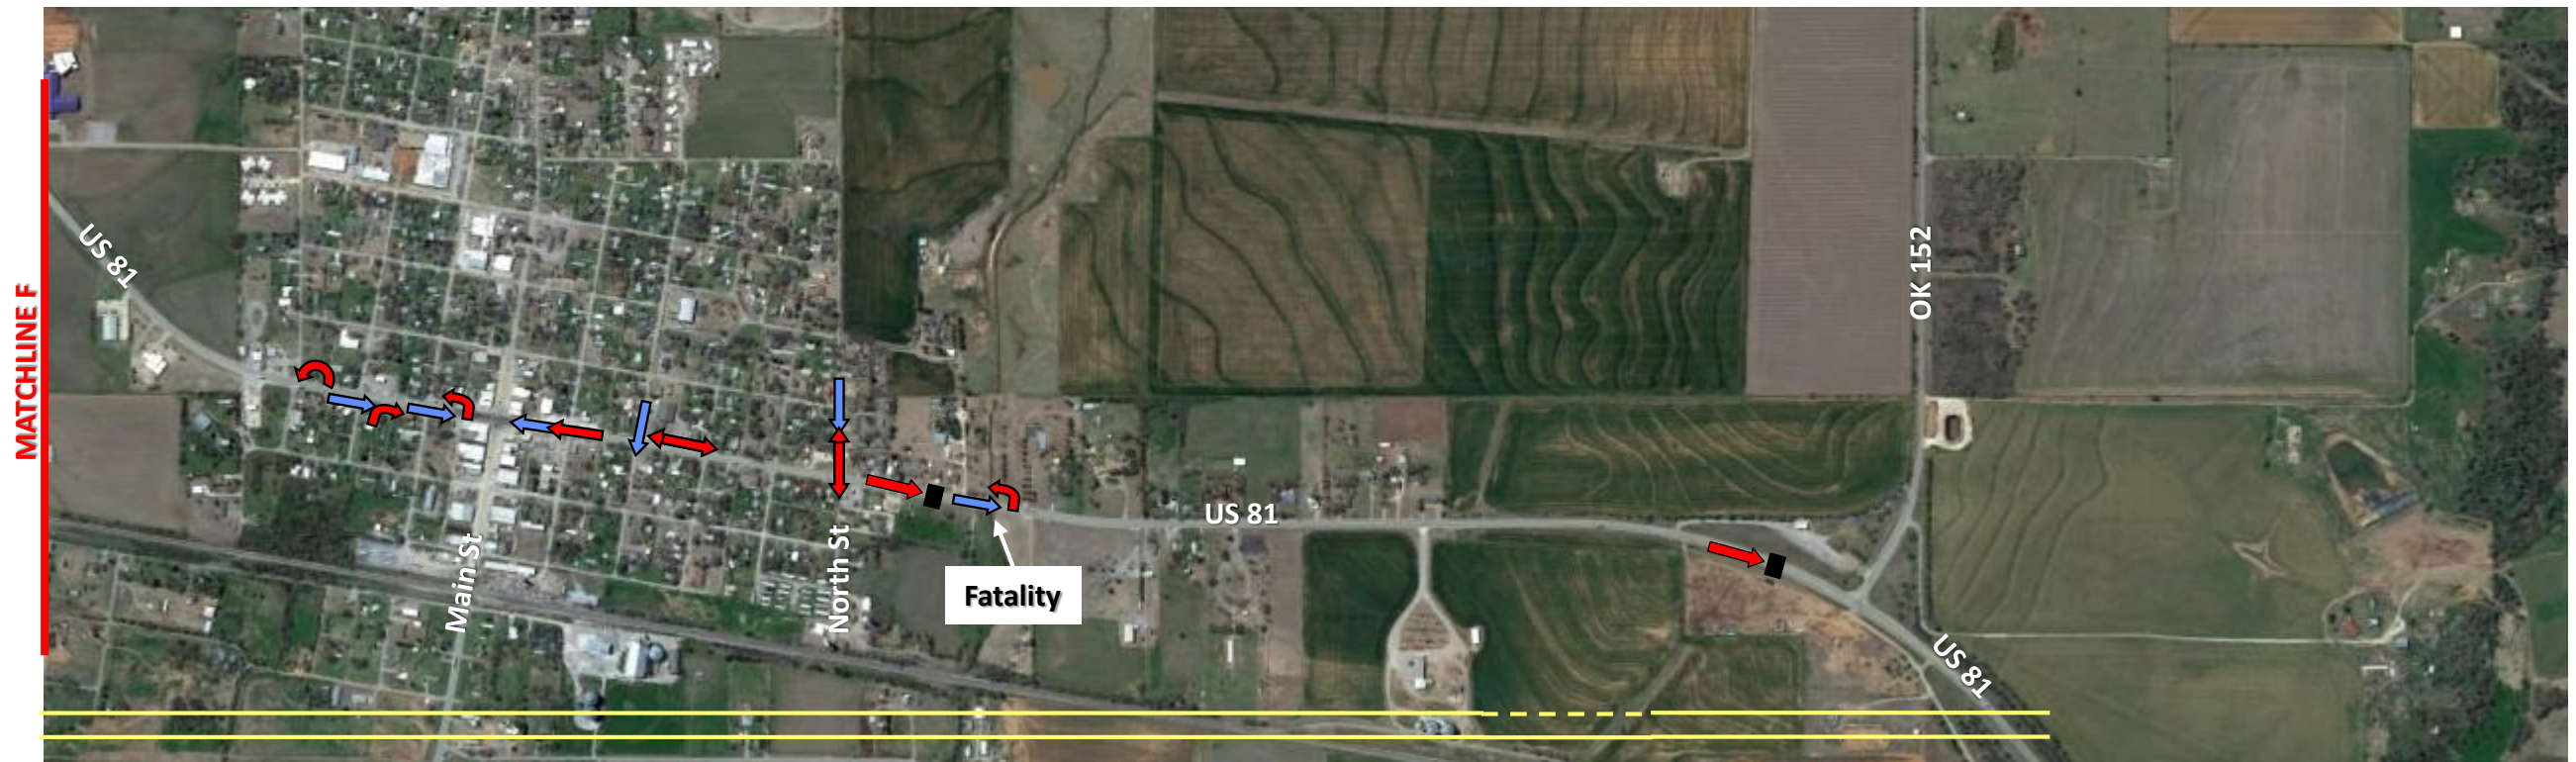 MATCHLINE F
US 81
Main St
North St
Fatality
US 81
OK 152
US 81